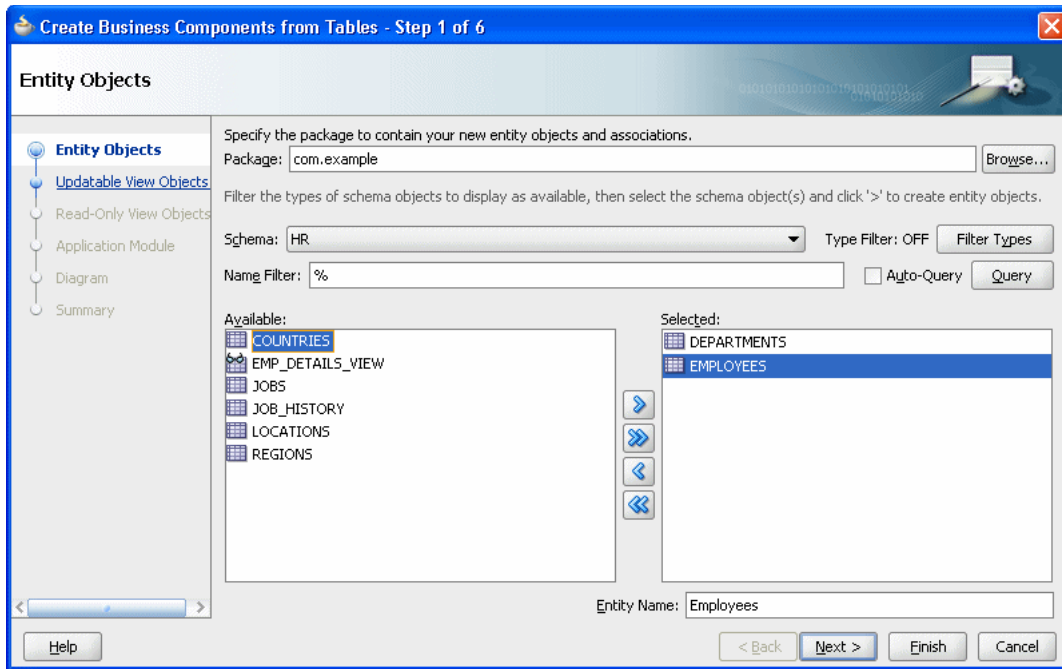 Create Business Components from Tables - Step 1 of 6
Entity Objects
Entity Objects
Updatable View Objects
Read-Only View Objects
Application Module
Diagram
Summary
Specify the package to contain your new entity objects and associations.
Package: com.example Browse...
Filter the types of schema objects to display as available, then select the schema object(s) and click '>' to create entity objects.
Schema: HR Type Filter: OFF Filter Types
Name Filter: % Auto-Query Query
Available:
COUNTRIES
EMP_DETAILS_VIEW
JOBS
JOB_HISTORY
LOCATIONS
REGIONS
Selected:
DEPARTMENTS
EMPLOYEES
Entity Name: Employees
Help < Back Next > Finish Cancel